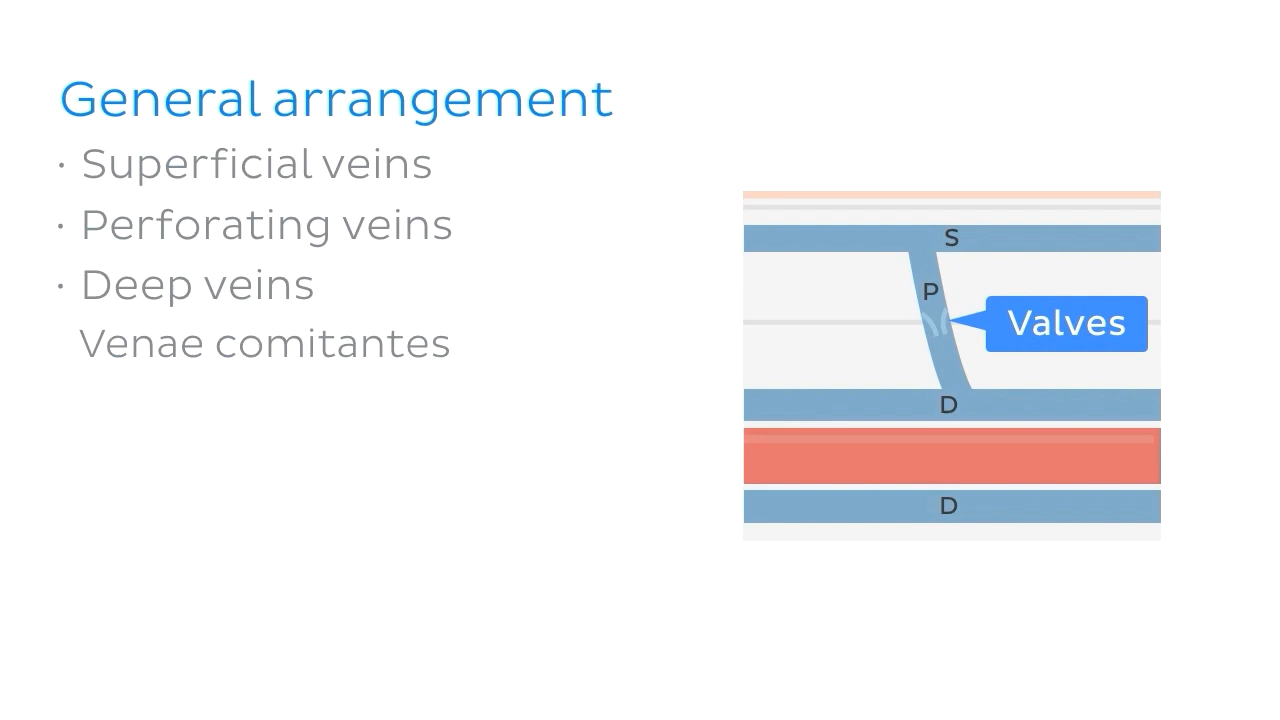 General arrangement
· Superficial veins
· Perforating veins
· Deep veins
Venae comitantes
S
P
Valves
D
D